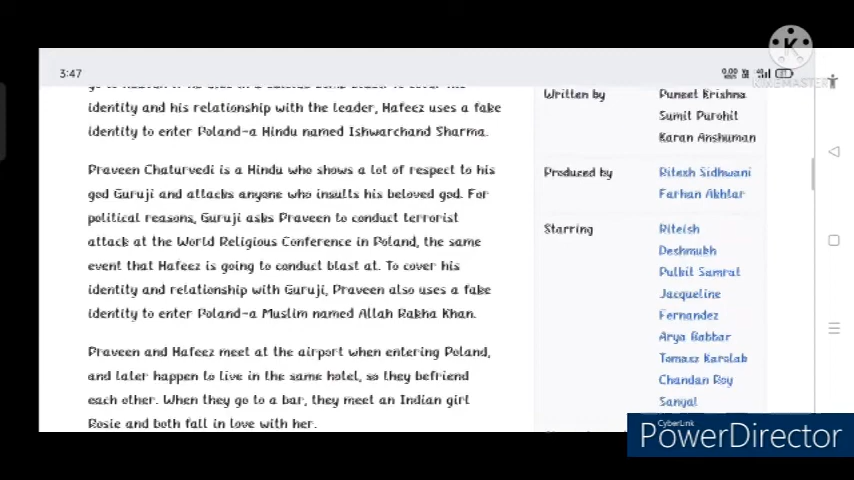 3:47
identity and his relationship with the leader, Hafeez uses a fake
identity to enter Poland-a Hindu named Ishwarchand Sharma.
Praveen Chaturvedi is a Hindu who shows a lot of respect to his
god Guruji and attacks anyone who insults his beloved god. For
political reasons, Guruji asks Praveen to conduct terrorist
attack at the World Religious Conference in Poland, the same
event that Hafeez is going to conduct blast at. To cover his
identity and relationship with Guruji, Praveen also uses a fake
identity to enter Poland-a Muslim named Allah Rakha Khan.
Praveen and Hafeez meet at the airport when entering Poland,
and later happen to live in the same hotel, so they befriend
each other. When they go to a bar, they meet an Indian girl
Rosie and both fall in love with her.
Written by
Puneet Krishna
Sumit Purohit
Karan Anshuman
Produced by
Ritesh Sidhwani
Farhan Akhtar
Starring
Riteish
Deshmukh
Pulkit Samrat
Jacqueline
Fernandez
Arya Babbar
Tomasz Karolak
Chandan Roy
Sanyal
K
KINEMASTER
CyberLink
PowerDirector